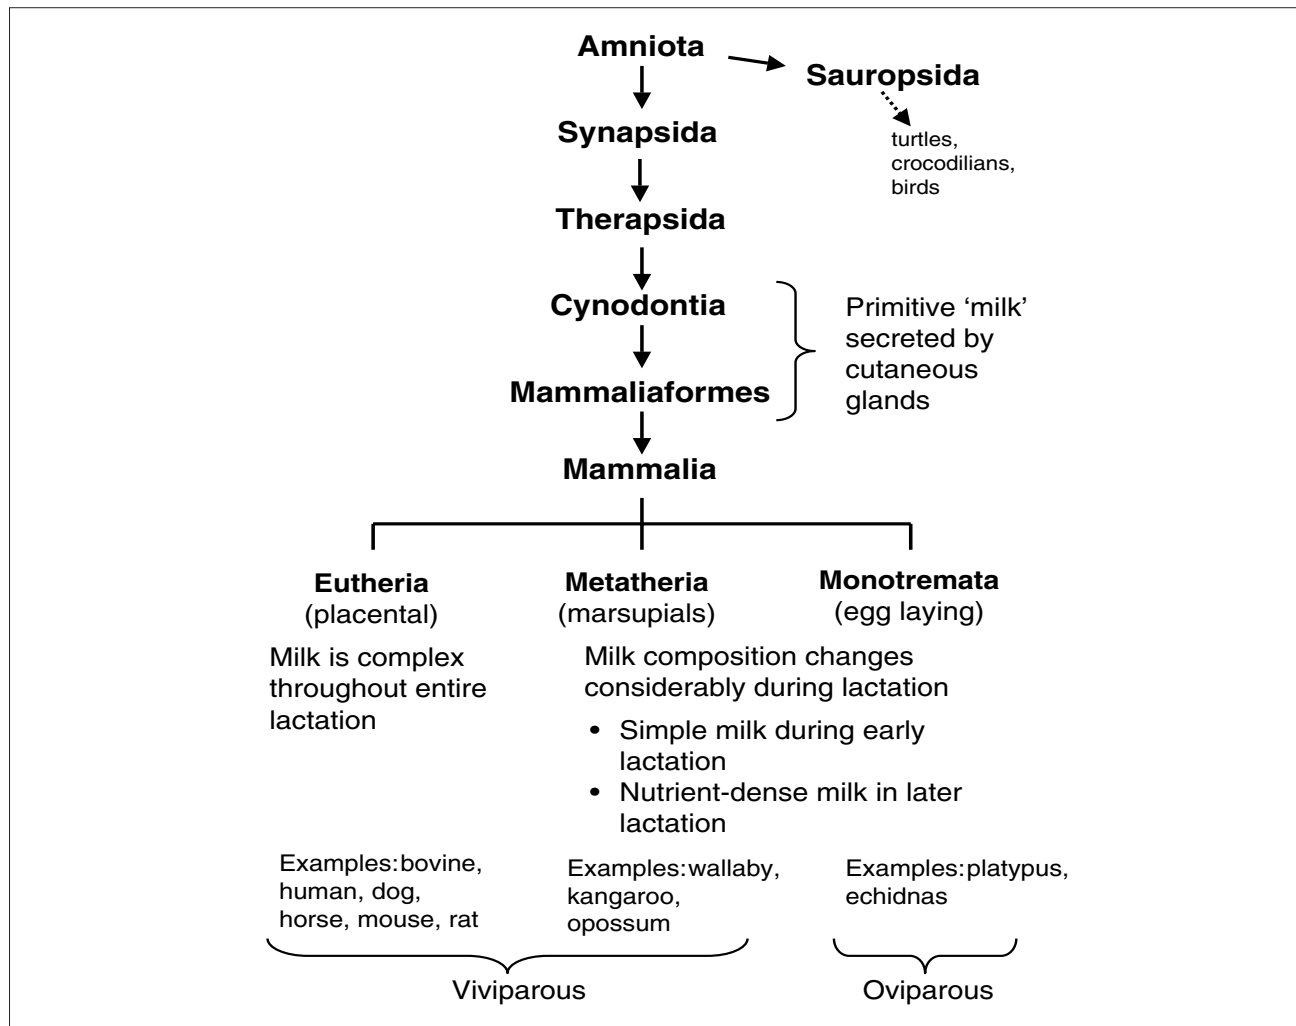 Amniota
Sauropsida
turtles,
crocodilians,
birds
Synapsida
Therapsida
Cynodontia
Mammaliaformes
Primitive ‘milk’
secreted by
cutaneous
glands
Mammalia
Eutheria
(placental)
Metatheria
(marsupials)
Monotremata
(egg laying)
Milk is complex
throughout entire
lactation
Milk composition changes
considerably during lactation
• Simple milk during early
lactation
• Nutrient-dense milk in later
lactation
Examples:bovine,
human, dog,
horse, mouse, rat
Examples:wallaby,
kangaroo,
opossum
Examples:platypus,
echidnas
Viviparous
Oviparous